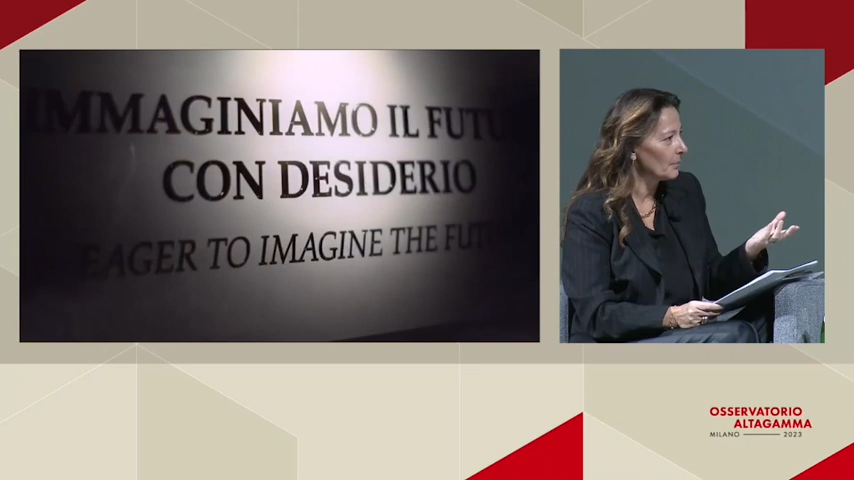 IMMAGINIAMO IL FUTU
CON DESIDERIO
EAGER TO IMAGINE THE FUTU
OSSERVATORIO
ALTAGAMMA
MILANO 2023